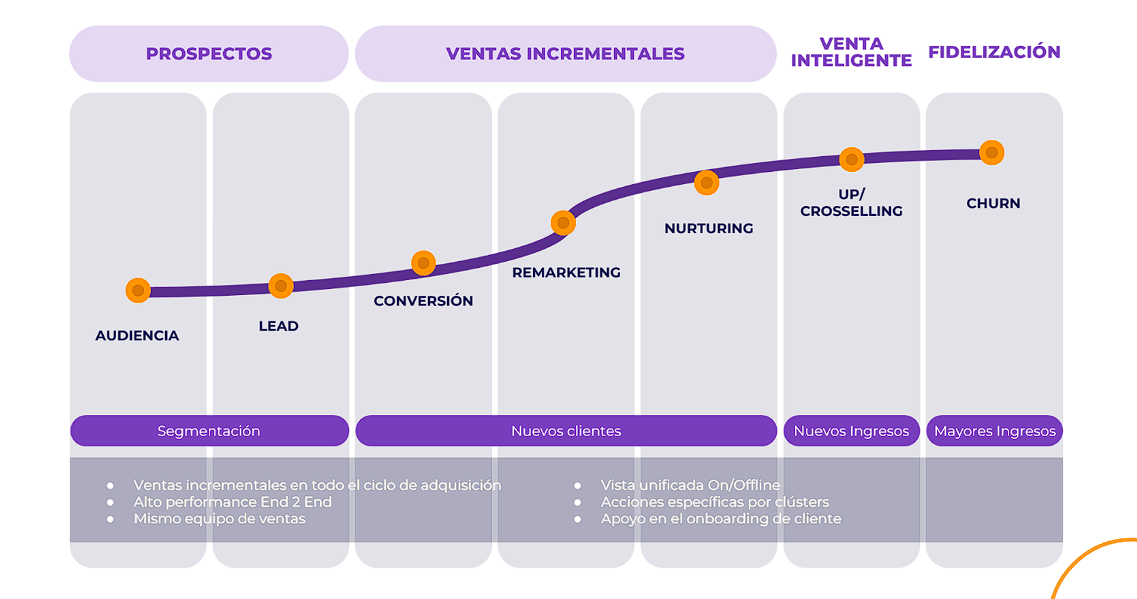 PROSPECTOS
VENTAS INCREMENTALES
VENTA
INTELIGENTE
FIDELIZACIÓN
AUDIENCIA
LEAD
CONVERSIÓN
REMARKETING
NURTURING
UP/
CROSSELLING
CHURN
Segmentación
Nuevos clientes
Nuevos Ingresos
Mayores Ingresos
● Ventas incrementales en todo el ciclo de adquisición
● Alto performance End 2 End
● Mismo equipo de ventas
● Vista unificada On/Offline
● Acciones específicas por clústers
● Apoyo en el onboarding de cliente